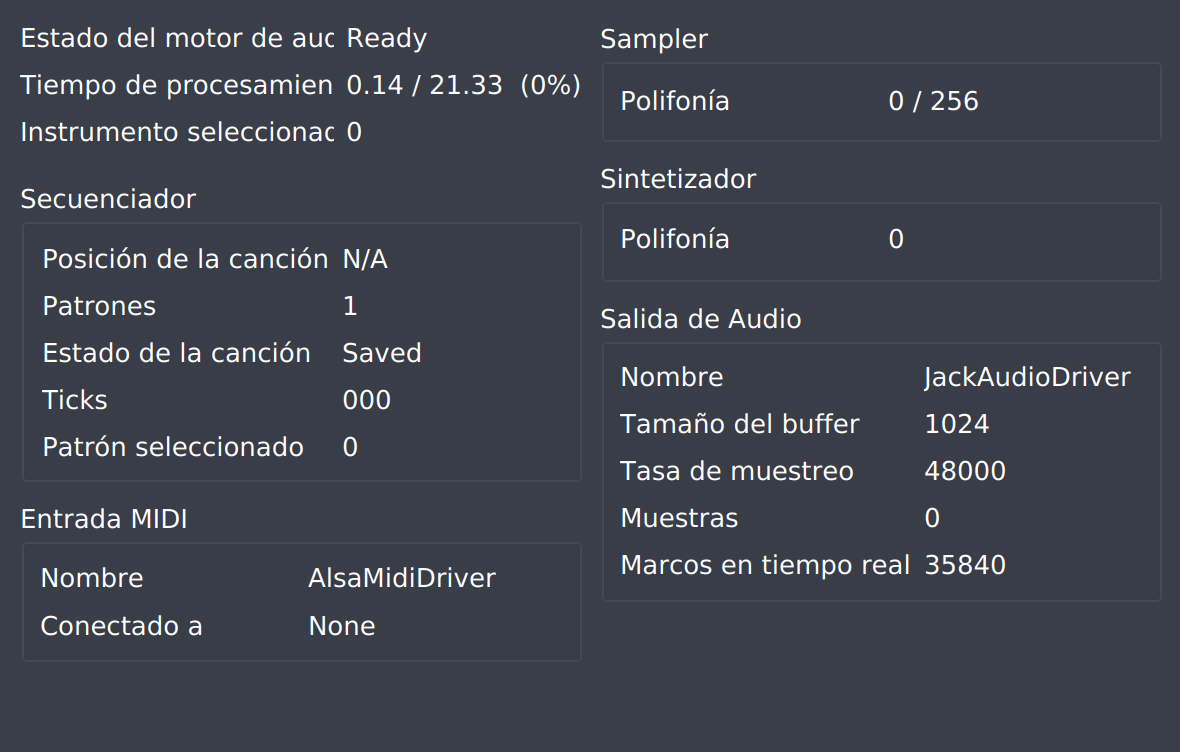 Estado del motor de auc Ready
Tiempo de procesamien 0.14 / 21.33 (0%)
Instrumento selecciona 0
Secuenciador
Posición de la canción N/A
Patrones 1
Estado de la canción Saved
Ticks 000
Patrón seleccionado 0
Entrada MIDI
Nombre AlsaMidiDriver
Conectado a None
Sampler
Polifonía 0 / 256
Sintetizador
Polifonía 0
Salida de Audio
Nombre JackAudioDriver
Tamaño del buffer 1024
Tasa de muestreo 48000
Muestras 0
Marcos en tiempo real 35840